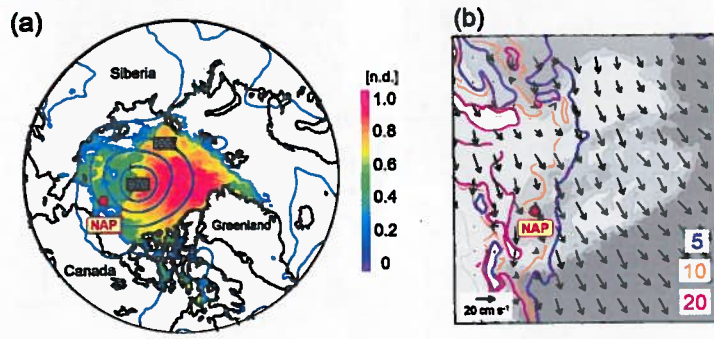 (a)
Siberia
NAP
Canada
Greenland
[n.d.]
1.0
0.8
0.6
0.4
0.2
0
(b)
NAP
5
10
20
20 cm s⁻¹